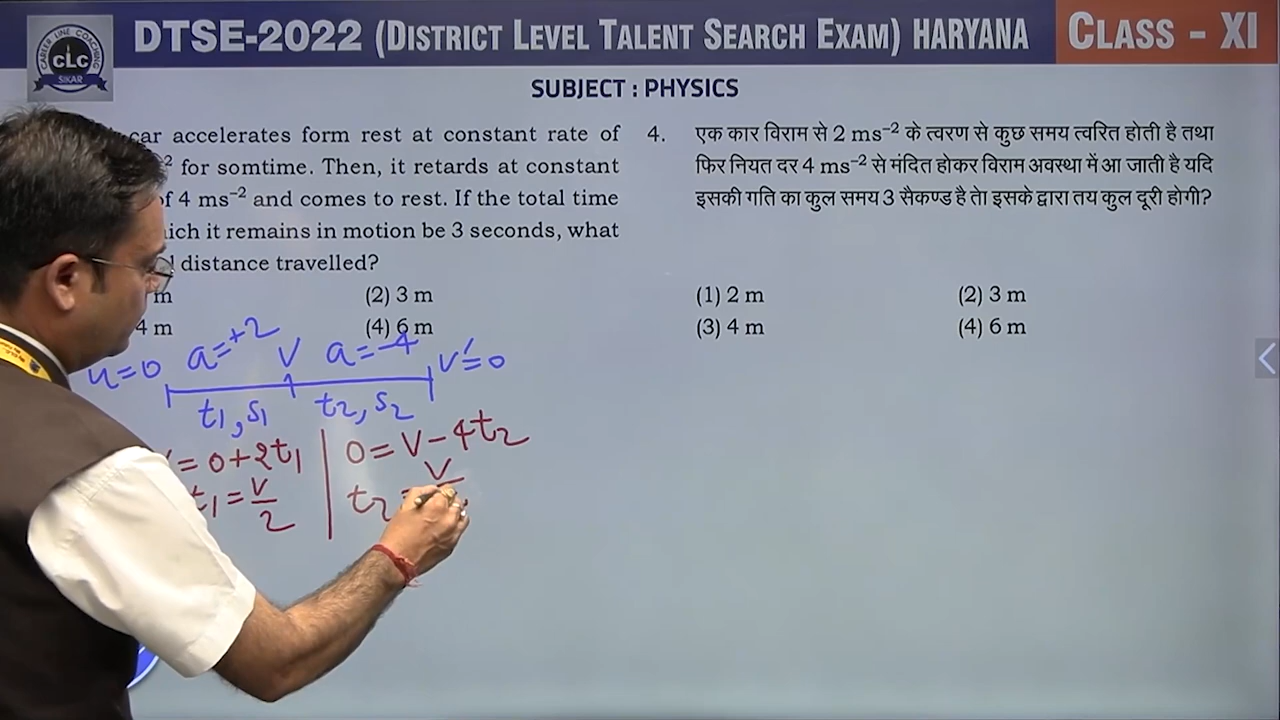 CAREER LINE COACHING
CLC
SIKAR
DTSE-2022 (DISTRICT LEVEL TALENT SEARCH EXAM) HARYANA
CLASS - XI
SUBJECT : PHYSICS
car accelerates form rest at constant rate of
for somtime. Then, it retards at constant
of 4 ms⁻² and comes to rest. If the total time
it remains in motion be 3 seconds, what
distance travelled?
m (2) 3 m
4 m (4) 6 m
4. एक कार विराम से 2 ms⁻² के त्वरण से कुछ समय त्वरित होती है तथा
फिर नियत दर 4 ms⁻² से मंदित होकर विराम अवस्था में आ जाती है यदि
इसकी गति का कुल समय 3 सैकण्ड है तेा इसके द्वारा तय कुल दूरी होगी?
(1) 2 m (2) 3 m
(3) 4 m (4) 6 m
u=0 a=+2 V a=-4 V'=0
t₁, s₁ t₂, s₂
= 0+2t₁ 0=V-4t₂
t₁ = V/2 t₂ = V